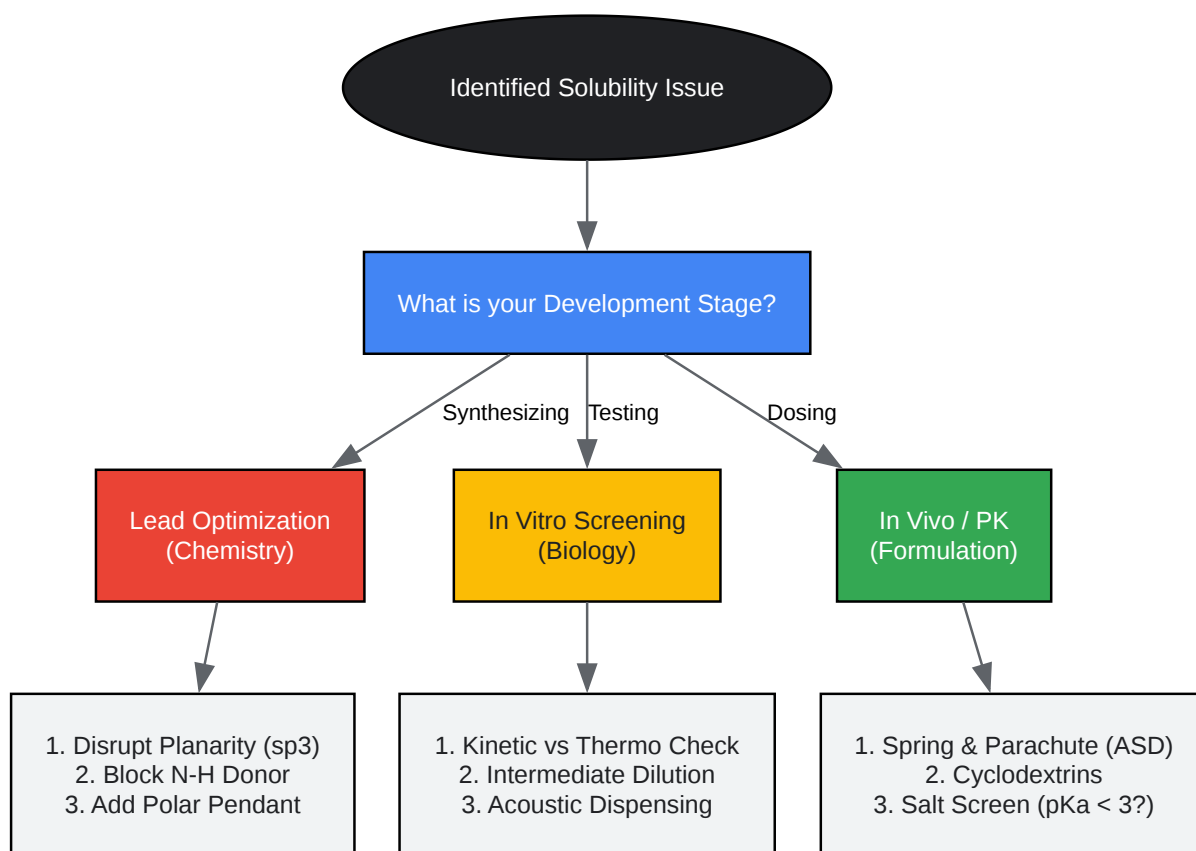 Identified Solubility Issue
What is your Development Stage?
Synthesizing
Testing
Dosing
Lead Optimization
(Chemistry)
In Vitro Screening
(Biology)
In Vivo / PK
(Formulation)
1. Disrupt Planarity (sp3)
2. Block N-H Donor
3. Add Polar Pendant
1. Kinetic vs Thermo Check
2. Intermediate Dilution
3. Acoustic Dispensing
1. Spring & Parachute (ASD)
2. Cyclodextrins
3. Salt Screen (pKa < 3?)